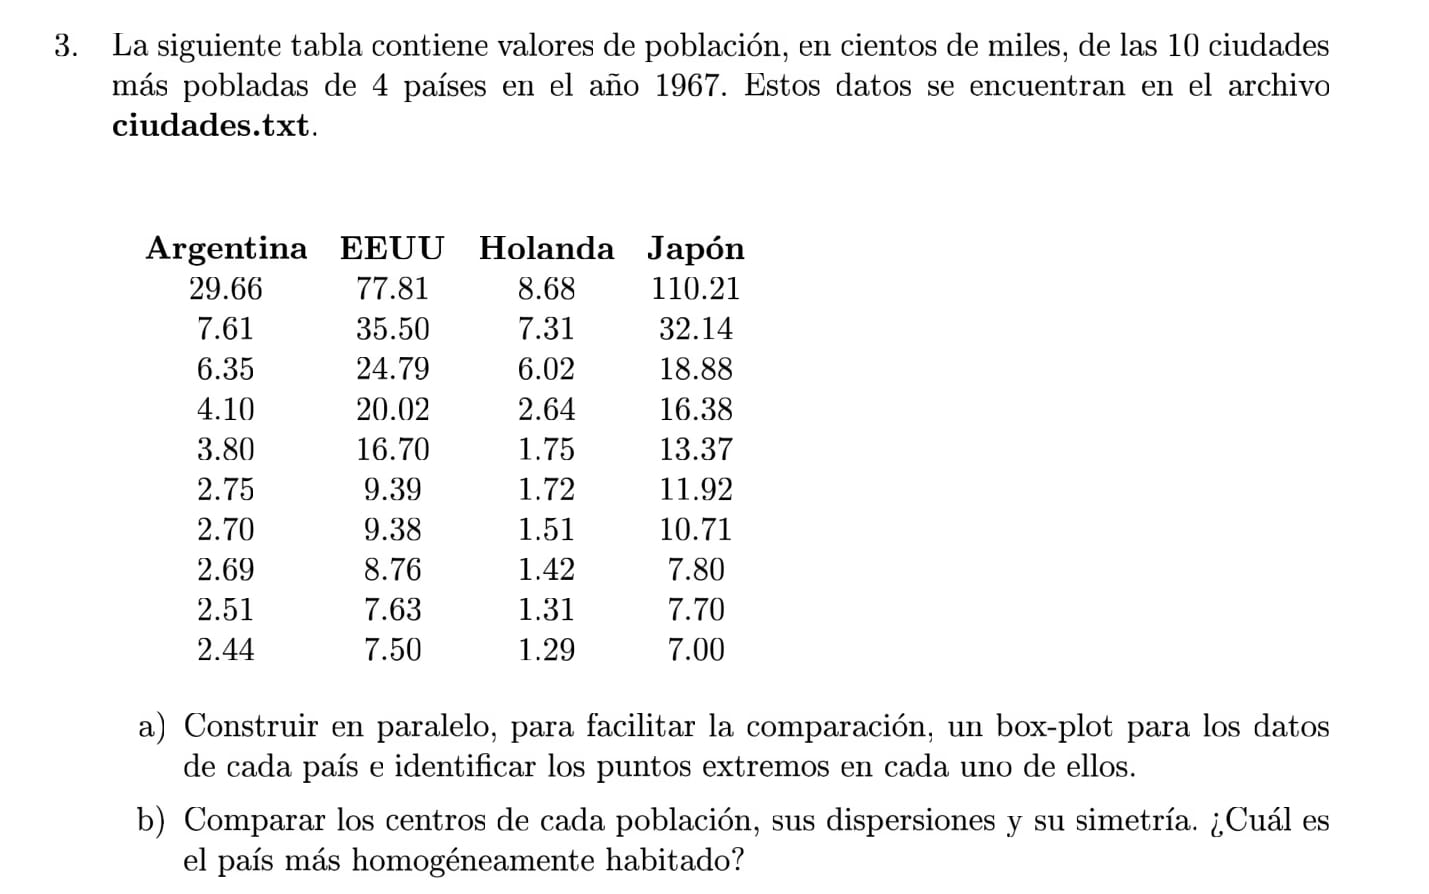 3. La siguiente tabla contiene valores de población, en cientos de miles, de las 10 ciudades
más pobladas de 4 países en el año 1967. Estos datos se encuentran en el archivo
ciudades.txt.
Argentina EEUU Holanda Japón
29.66 77.81 8.68 110.21
7.61 35.50 7.31 32.14
6.35 24.79 6.02 18.88
4.10 20.02 2.64 16.38
3.80 16.70 1.75 13.37
2.75 9.39 1.72 11.92
2.70 9.38 1.51 10.71
2.69 8.76 1.42 7.80
2.51 7.63 1.31 7.70
2.44 7.50 1.29 7.00
a) Construir en paralelo, para facilitar la comparación, un box-plot para los datos
de cada país e identificar los puntos extremos en cada uno de ellos.
b) Comparar los centros de cada población, sus dispersiones y su simetría. ¿Cuál es
el país más homogéneamente habitado?